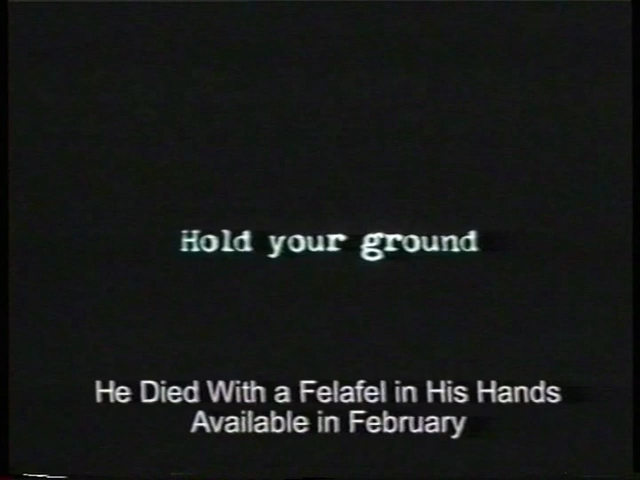 Hold your ground
He Died With a Felafel in His Hands
Available in February